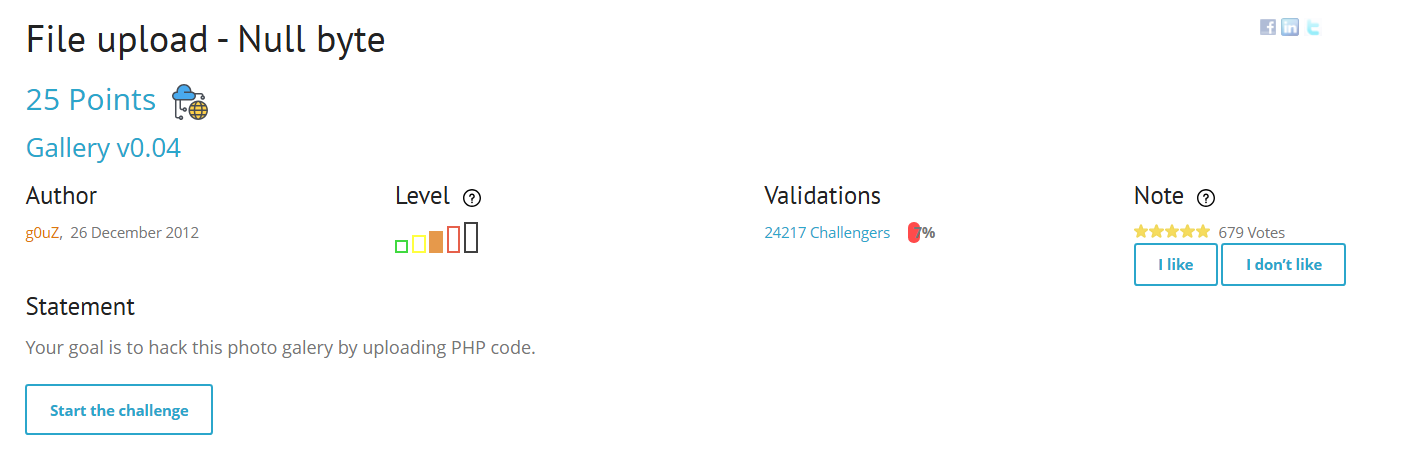 File upload - Null byte
25 Points
Gallery v0.04
Author
g0uZ, 26 December 2012
Level ?
Validations
24217 Challengers 7%
Note ?
679 Votes
I like I don’t like
Statement
Your goal is to hack this photo galery by uploading PHP code.
Start the challenge